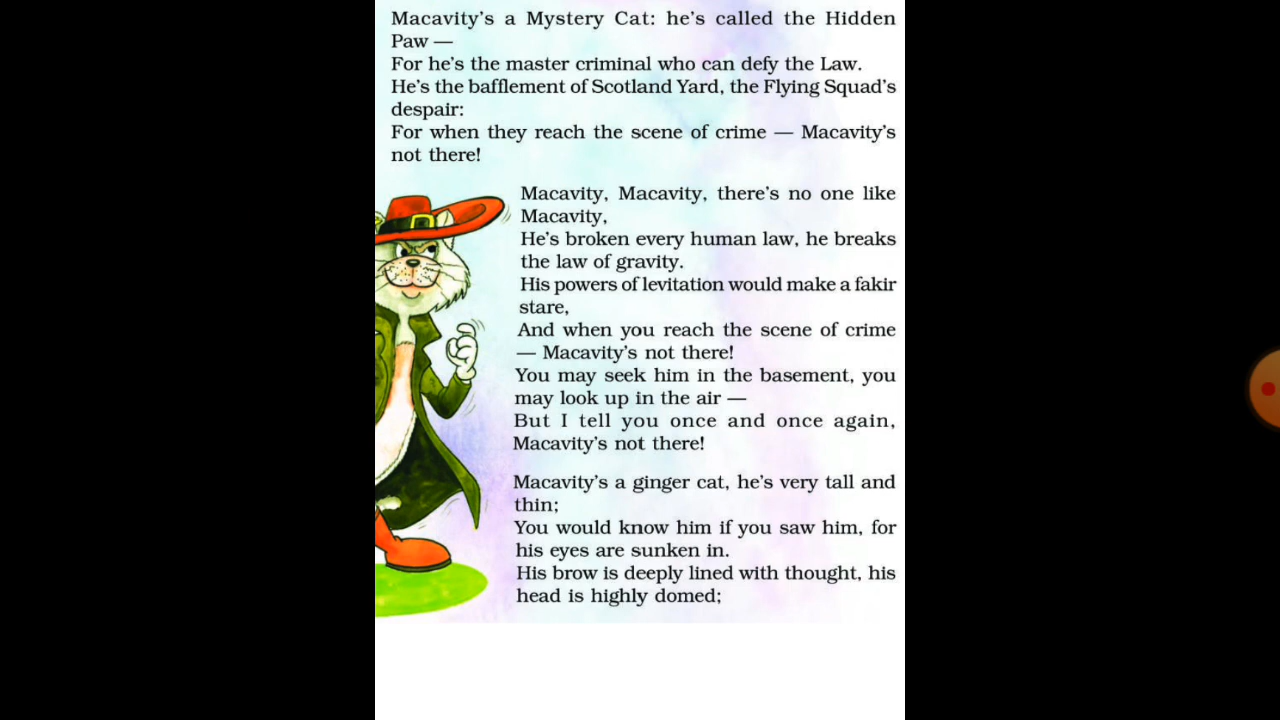 Macavity's a Mystery Cat: he's called the Hidden
Paw —
For he's the master criminal who can defy the Law.
He's the bafflement of Scotland Yard, the Flying Squad's
despair:
For when they reach the scene of crime — Macavity's
not there!
Macavity, Macavity, there's no one like
Macavity,
He's broken every human law, he breaks
the law of gravity.
His powers of levitation would make a fakir
stare,
And when you reach the scene of crime
— Macavity's not there!
You may seek him in the basement, you
may look up in the air —
But I tell you once and once again,
Macavity's not there!
Macavity's a ginger cat, he's very tall and
thin;
You would know him if you saw him, for
his eyes are sunken in.
His brow is deeply lined with thought, his
head is highly domed;